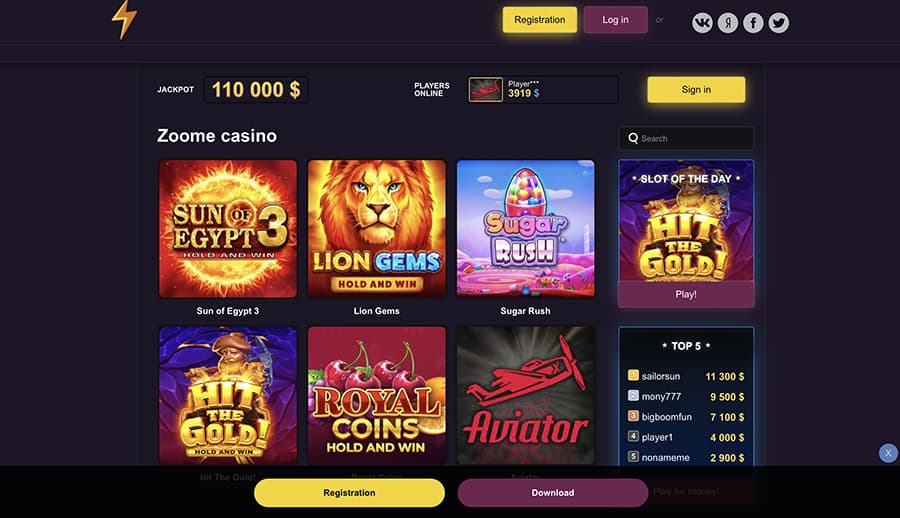 Registration
Log in
or
JACKPOT
110 000 $
PLAYERS
ONLINE
Player***
3919 $
Sign in
Zoome casino
Search
SUN OF
EGYPT 3
HOLD AND WIN
LION GEMS
HOLD AND WIN
Sugar
RUSH
* SLOT OF THE DAY *
HIT
THE
GOLD!
Play!
Sun of Egypt 3
Lion Gems
Sugar Rush
HIT
THE
GOLD!
HOLD AND WIN
ROYAL
COINS
HOLD AND WIN
Aviator
* TOP 5 *
1 sailorsun 11 300 $
2 mony777 9 500 $
3 bigboomfun 7 100 $
4 player1 4 000 $
5 nonameme 2 900 $
X
Hit The Gold!
Royal Coins
Aviator
Play for money!
Registration
Download